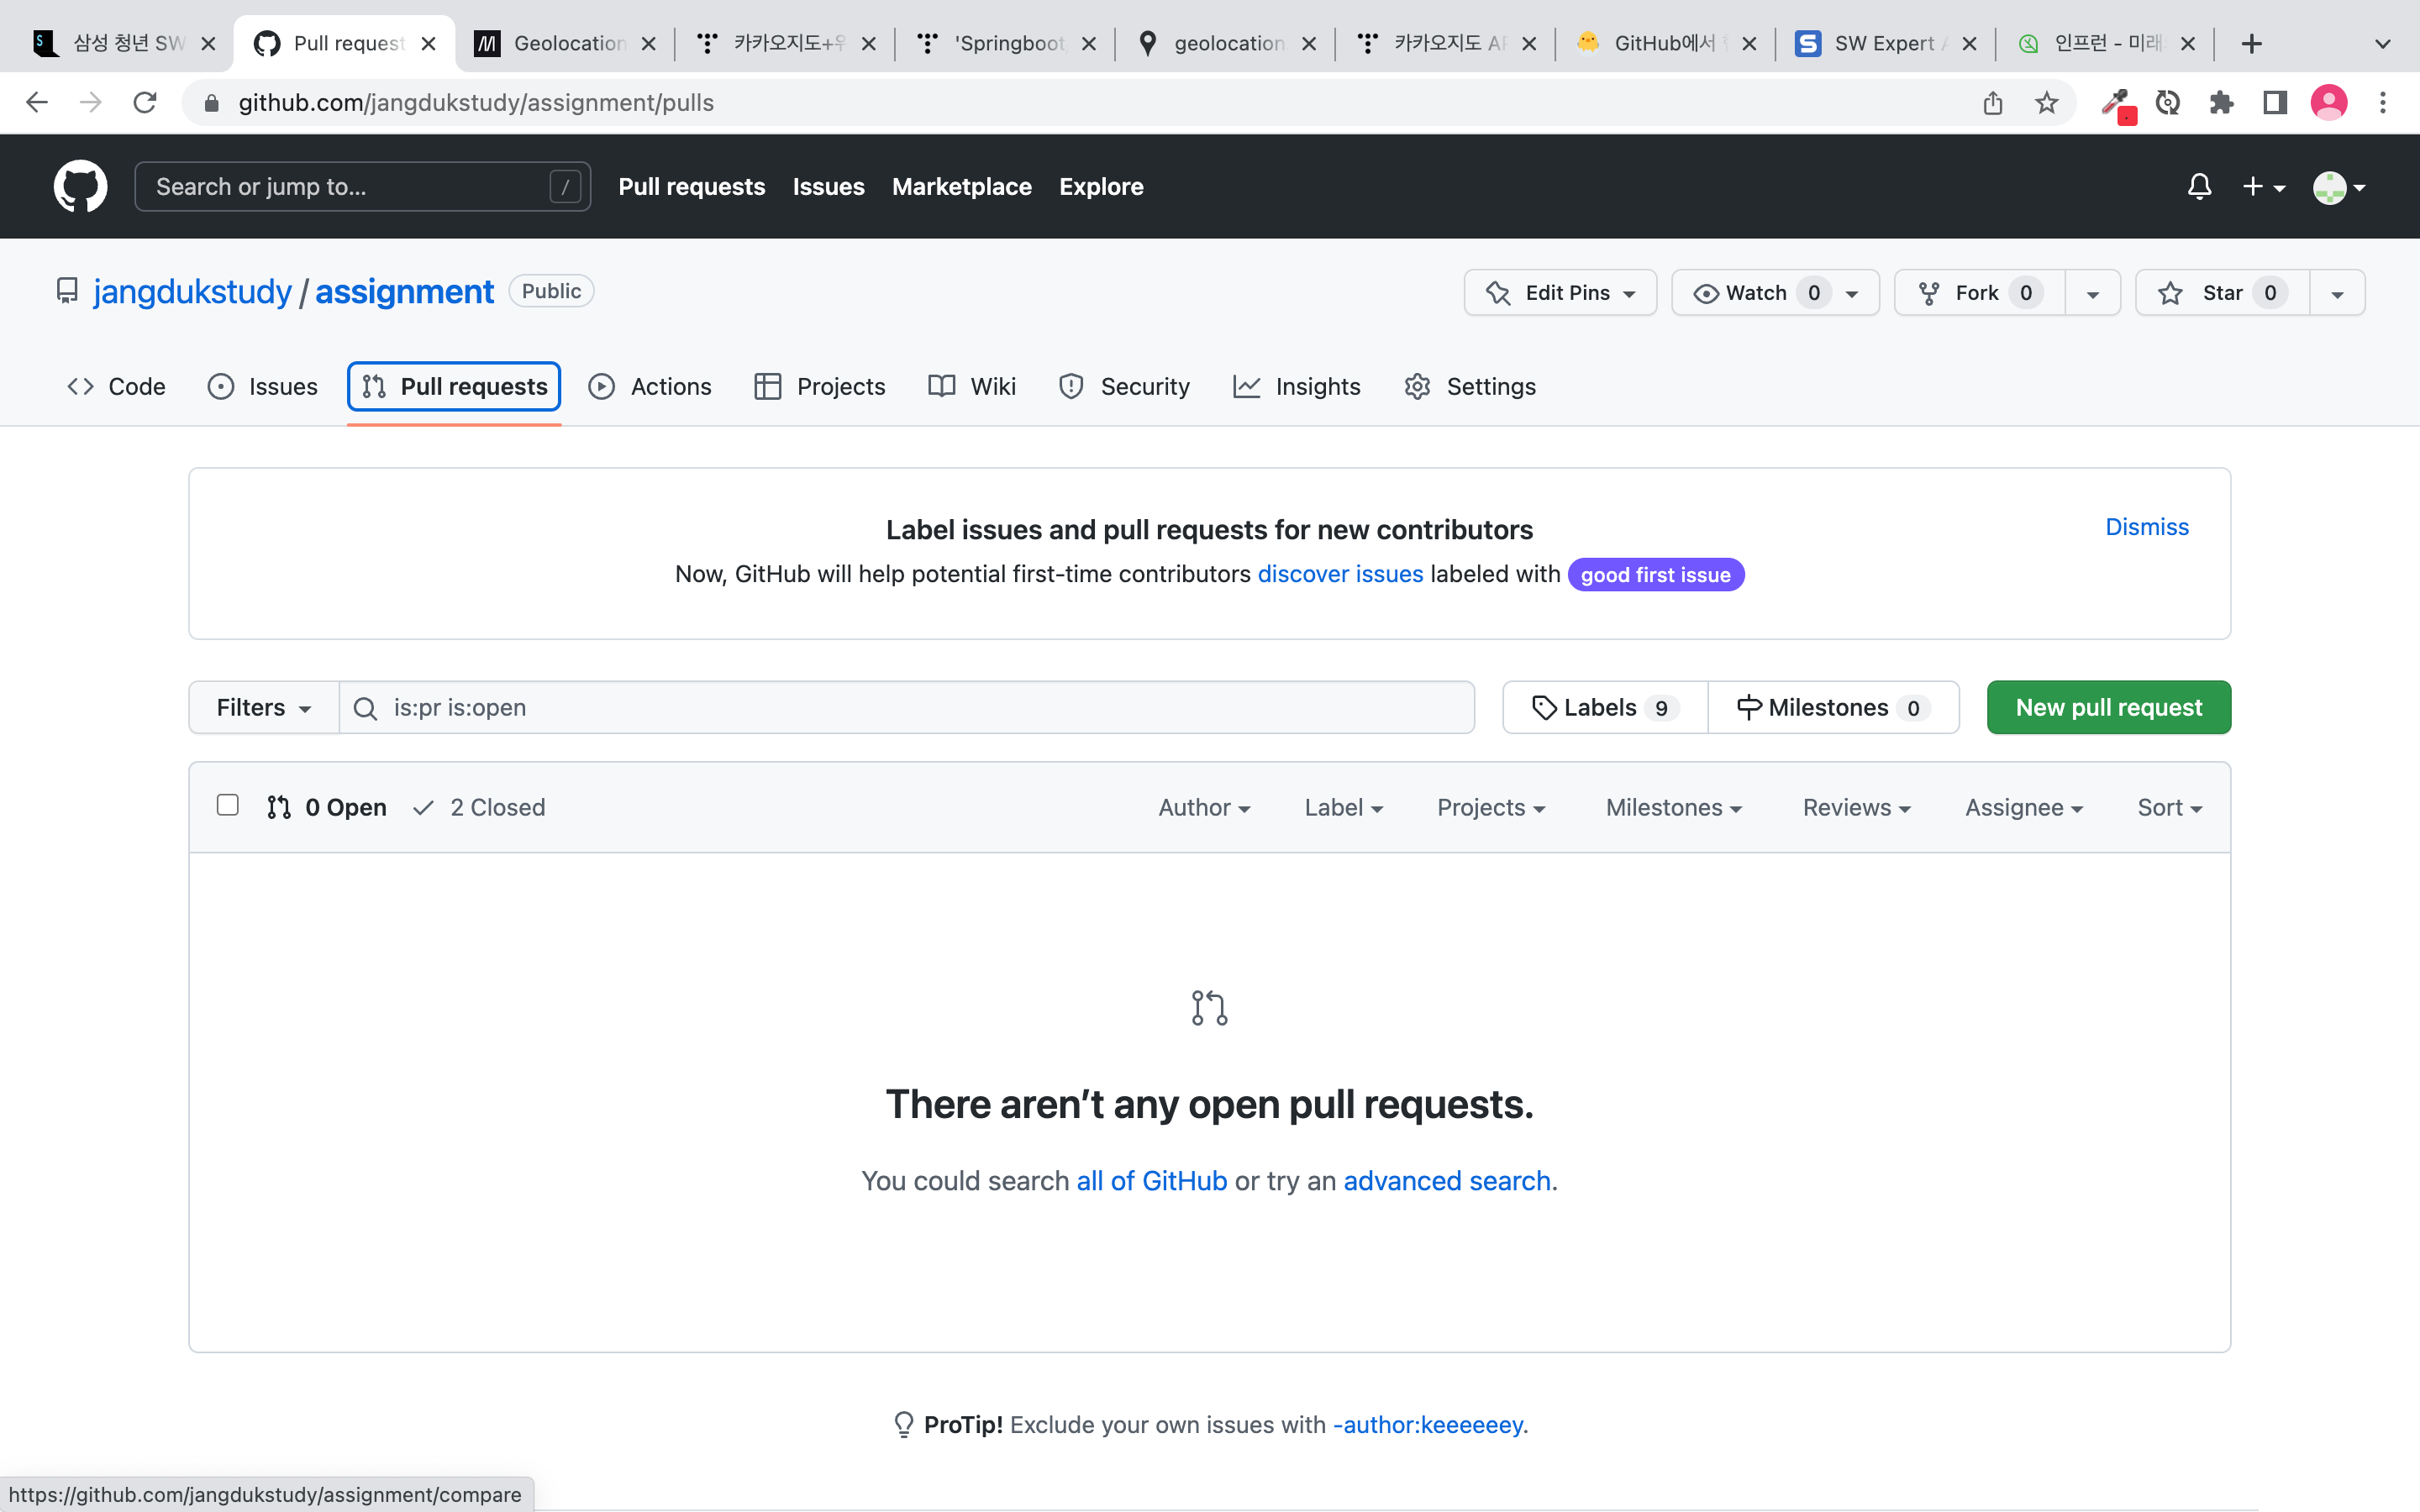 삼성 청년 SW
Pull request
Geolocation
카카오지도+
'Springboot
geolocation
카카오지도 AP
GitHub에서
SW Expert
인프런 - 미래
github.com/jangdukstudy/assignment/pulls
Search or jump to... /
Pull requests Issues Marketplace Explore
jangdukstudy / assignment Public
Edit Pins Watch 0 Fork 0 Star 0
Code Issues Pull requests Actions Projects Wiki Security Insights Settings
Label issues and pull requests for new contributors
Dismiss
Now, GitHub will help potential first-time contributors discover issues labeled with good first issue
Filters is:pr is:open Labels 9 Milestones 0 New pull request
0 Open 2 Closed Author Label Projects Milestones Reviews Assignee Sort
There aren’t any open pull requests.
You could search all of GitHub or try an advanced search.
ProTip! Exclude your own issues with -author:keeeeeey.
https://github.com/jangdukstudy/assignment/compare